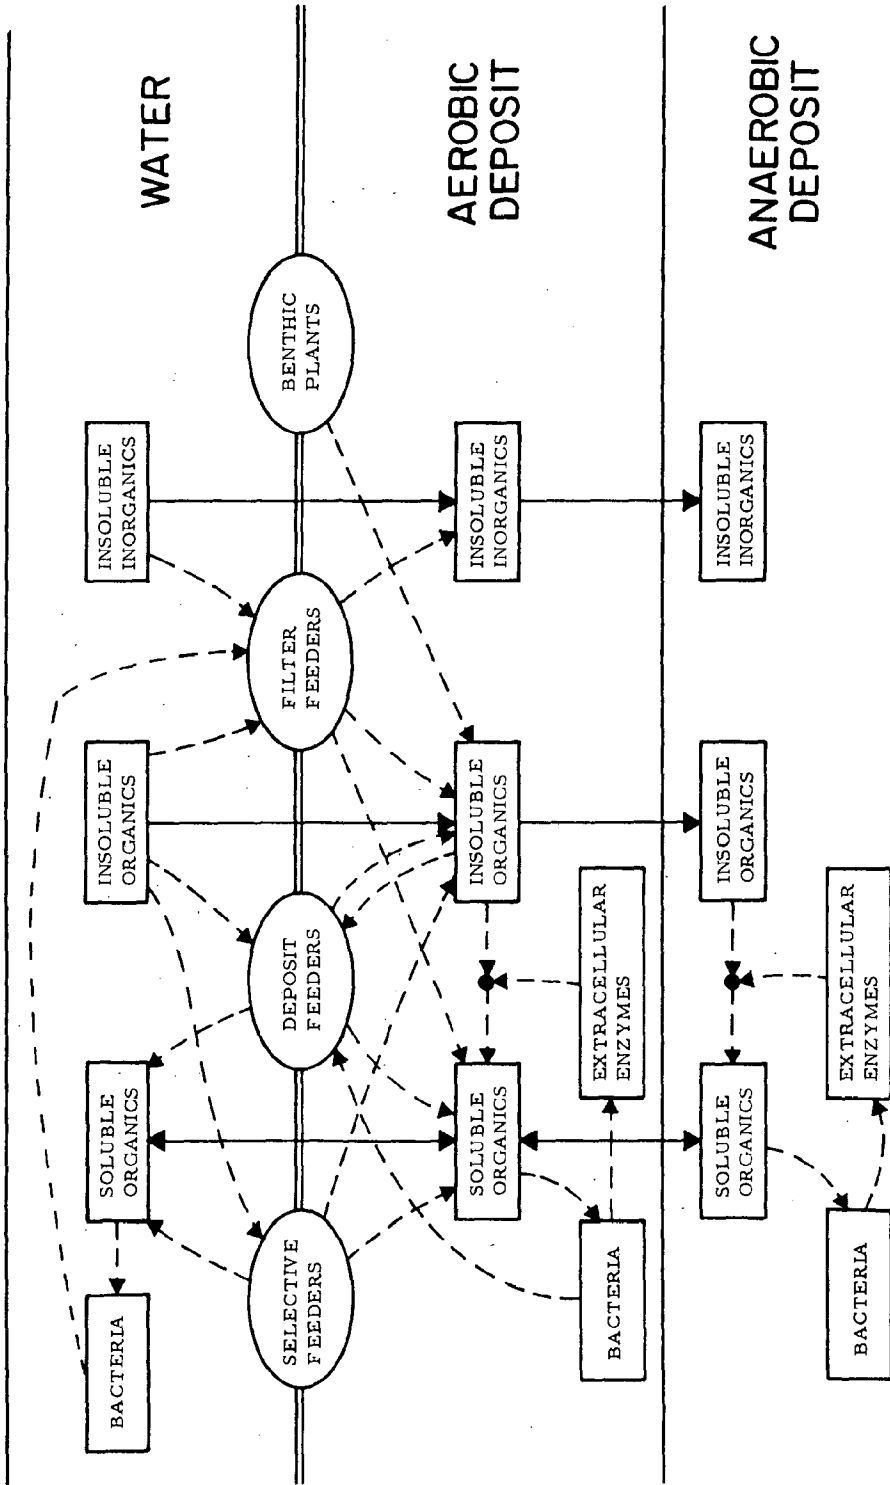 BACTERIA
SOLUBLE
ORGANICS
INSOLUBLE
ORGANICS
INSOLUBLE
INORGANICS
WATER
SELECTIVE
FEEDERS
DEPOSIT
FEEDERS
FILTER
FEEDERS
BENTHIC
PLANTS
SOLUBLE
ORGANICS
INSOLUBLE
ORGANICS
INSOLUBLE
INORGANICS
AEROBIC
DEPOSIT
BACTERIA
EXTRACELLULAR
ENZYMES
SOLUBLE
ORGANICS
INSOLUBLE
ORGANICS
INSOLUBLE
INORGANICS
ANAEROBIC
DEPOSIT
BACTERIA
EXTRACELLULAR
ENZYMES